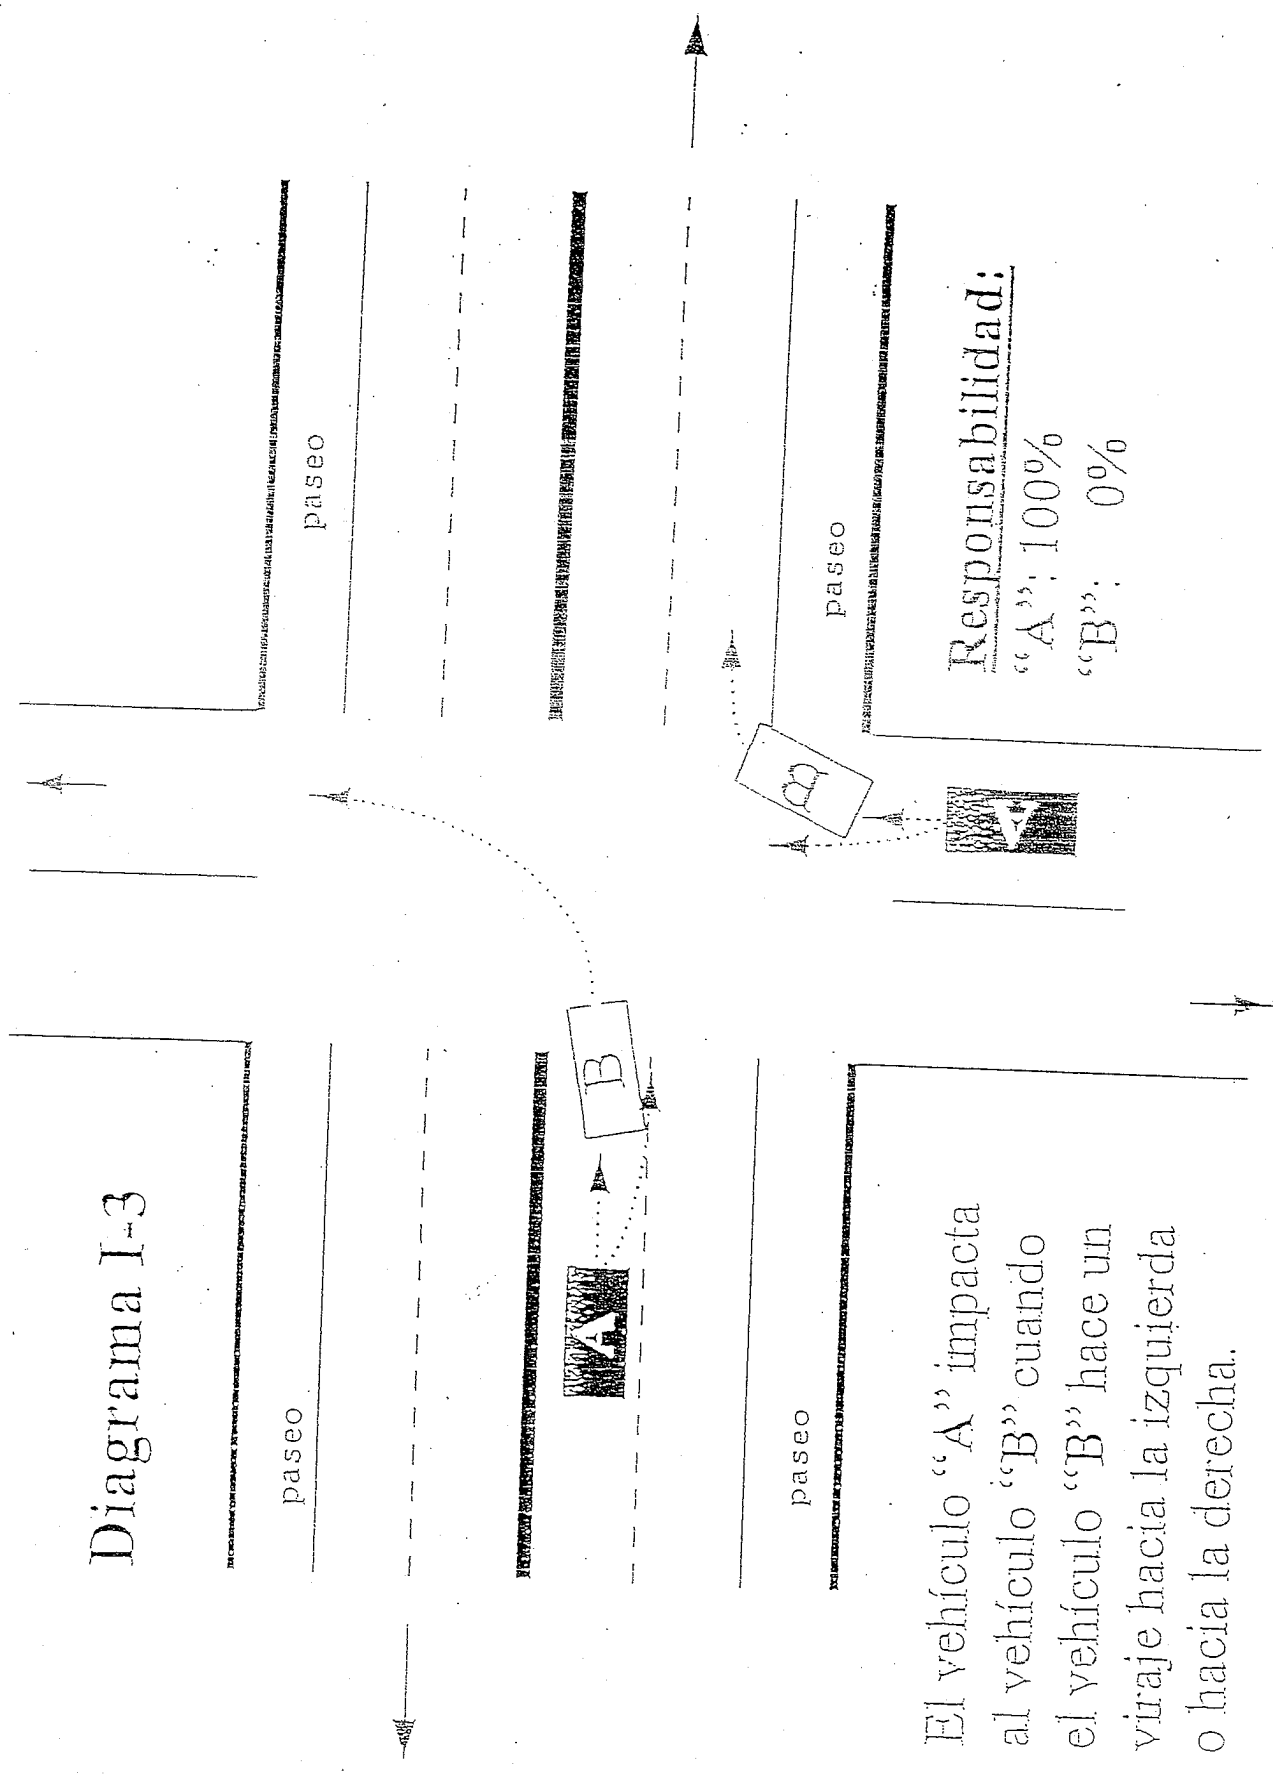 Diagrama I-3
paseo
paseo
A
B
paseo
paseo
B
A
El vehículo “A” impacta
al vehículo “B” cuando
el vehículo “B” hace un
viraje hacia la izquierda
o hacia la derecha.
Responsabilidad:
“A”: 100%
“B”: 0%